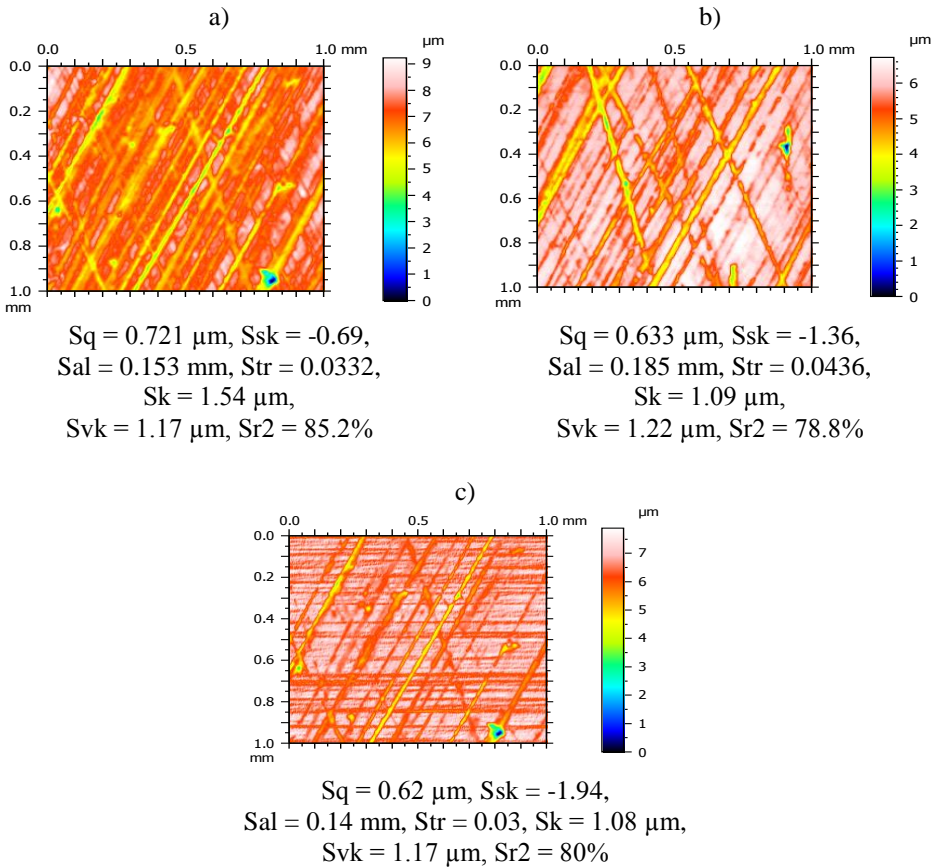 a)
0.0 0.5 1.0 mm
µm
0.0
0.2
0.4
0.6
0.8
1.0
mm
9
8
7
6
5
4
3
2
1
0
Sq = 0.721 µm, Ssk = -0.69,
Sal = 0.153 mm, Str = 0.0332,
Sk = 1.54 µm,
Svk = 1.17 µm, Sr2 = 85.2%
b)
0.0 0.5 1.0 mm
µm
0.0
0.2
0.4
0.6
0.8
1.0
mm
6
5
4
3
2
1
0
Sq = 0.633 µm, Ssk = -1.36,
Sal = 0.185 mm, Str = 0.0436,
Sk = 1.09 µm,
Svk = 1.22 µm, Sr2 = 78.8%
c)
0.0 0.5 1.0 mm
µm
0.0
0.2
0.4
0.6
0.8
1.0
mm
7
6
5
4
3
2
1
0
Sq = 0.62 µm, Ssk = -1.94,
Sal = 0.14 mm, Str = 0.03, Sk = 1.08 µm,
Svk = 1.17 µm, Sr2 = 80%